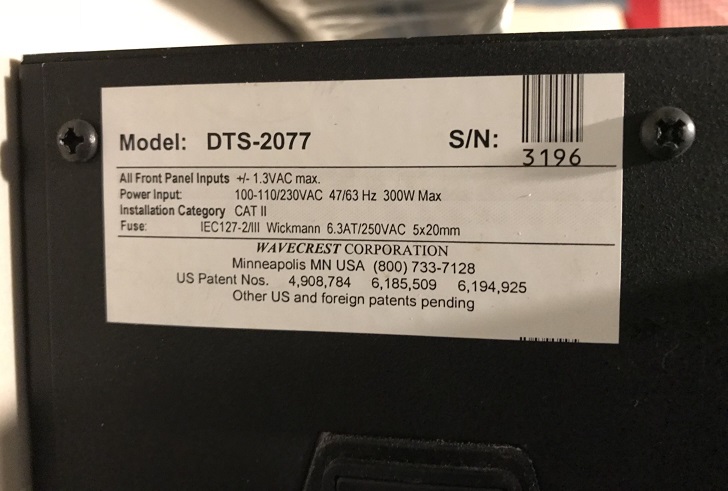 Model: DTS-2077 S/N:
3196
All Front Panel Inputs +/- 1.3VAC max.
Power Input: 100-110/230VAC 47/63 Hz 300W Max
Installation Category CAT II
Fuse: IEC127-2/III Wickmann 6.3AT/250VAC 5x20mm
WAVECREST CORPORATION
Minneapolis MN USA (800) 733-7128
US Patent Nos. 4,908,784 6,185,509 6,194,925
Other US and foreign patents pending